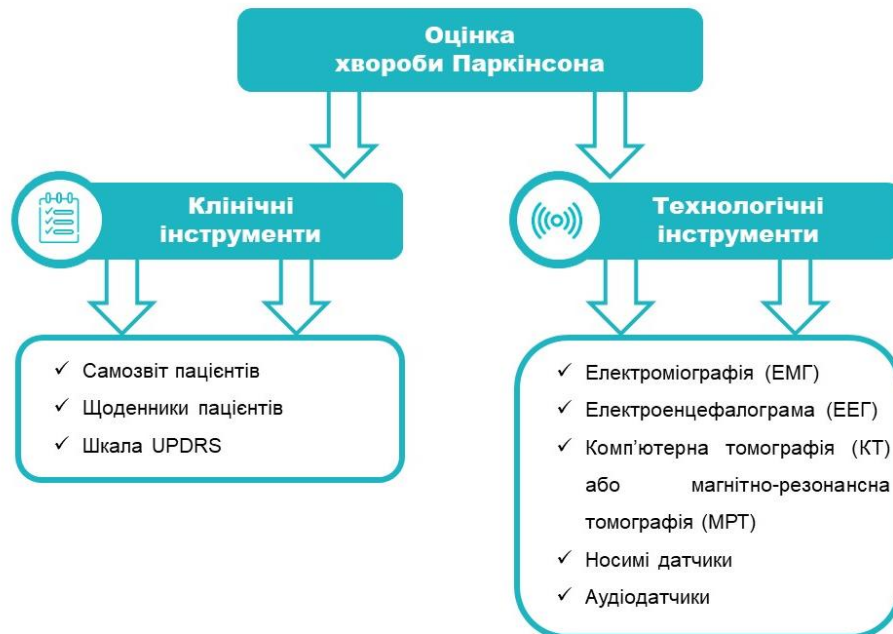 Оцінка
хвороби Паркінсона
Клінічні
інструменти
✓ Самозвіт пацієнтів
✓ Щоденники пацієнтів
✓ Шкала UPDRS
Технологічні
інструменти
✓ Електроміографія (ЕМГ)
✓ Електроенцефалограма (ЕЕГ)
✓ Комп’ютерна томографія (КТ)
або магнітно-резонансна
томографія (МРТ)
✓ Носимі датчики
✓ Аудіодатчики